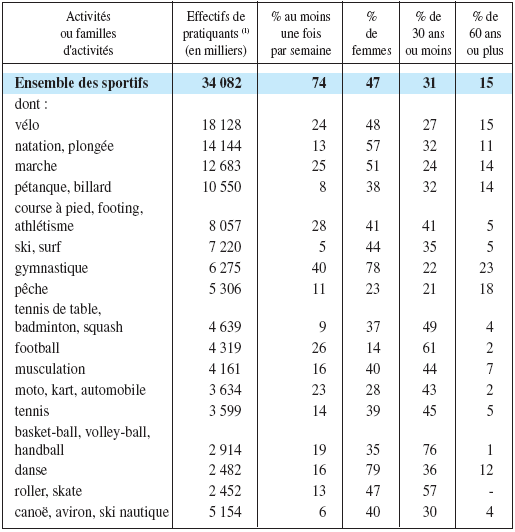 Activités ou familles d'activités | Effectifs de pratiquants (1) (en milliers) | % au moins une fois par semaine | % de femmes | % de 30 ans ou moins | % de 60 ans ou plus
Ensemble des sportifs 34 082 74 47 31 15
dont :
vélo 18 128 24 48 27 15
natation, plongée 14 144 13 57 32 11
marche 12 683 25 51 24 14
pétanque, billard 10 550 8 38 32 14
course à pied, footing,
athlétisme 8 057 28 41 41 5
ski, surf 7 220 5 44 35 5
gymnastique 6 275 40 78 22 23
pêche 5 306 11 23 21 18
tennis de table,
badminton, squash 4 639 9 37 49 4
football 4 319 26 14 61 2
musculation 4 161 16 40 44 7
moto, kart, automobile 3 634 23 28 43 2
tennis 3 599 14 39 45 5
basket-ball, volley-ball,
handball 2 914 19 35 76 1
danse 2 482 16 79 36 12
roller, skate 2 452 13 47 57 -
canoë, aviron, ski nautique 5 154 6 40 30 4